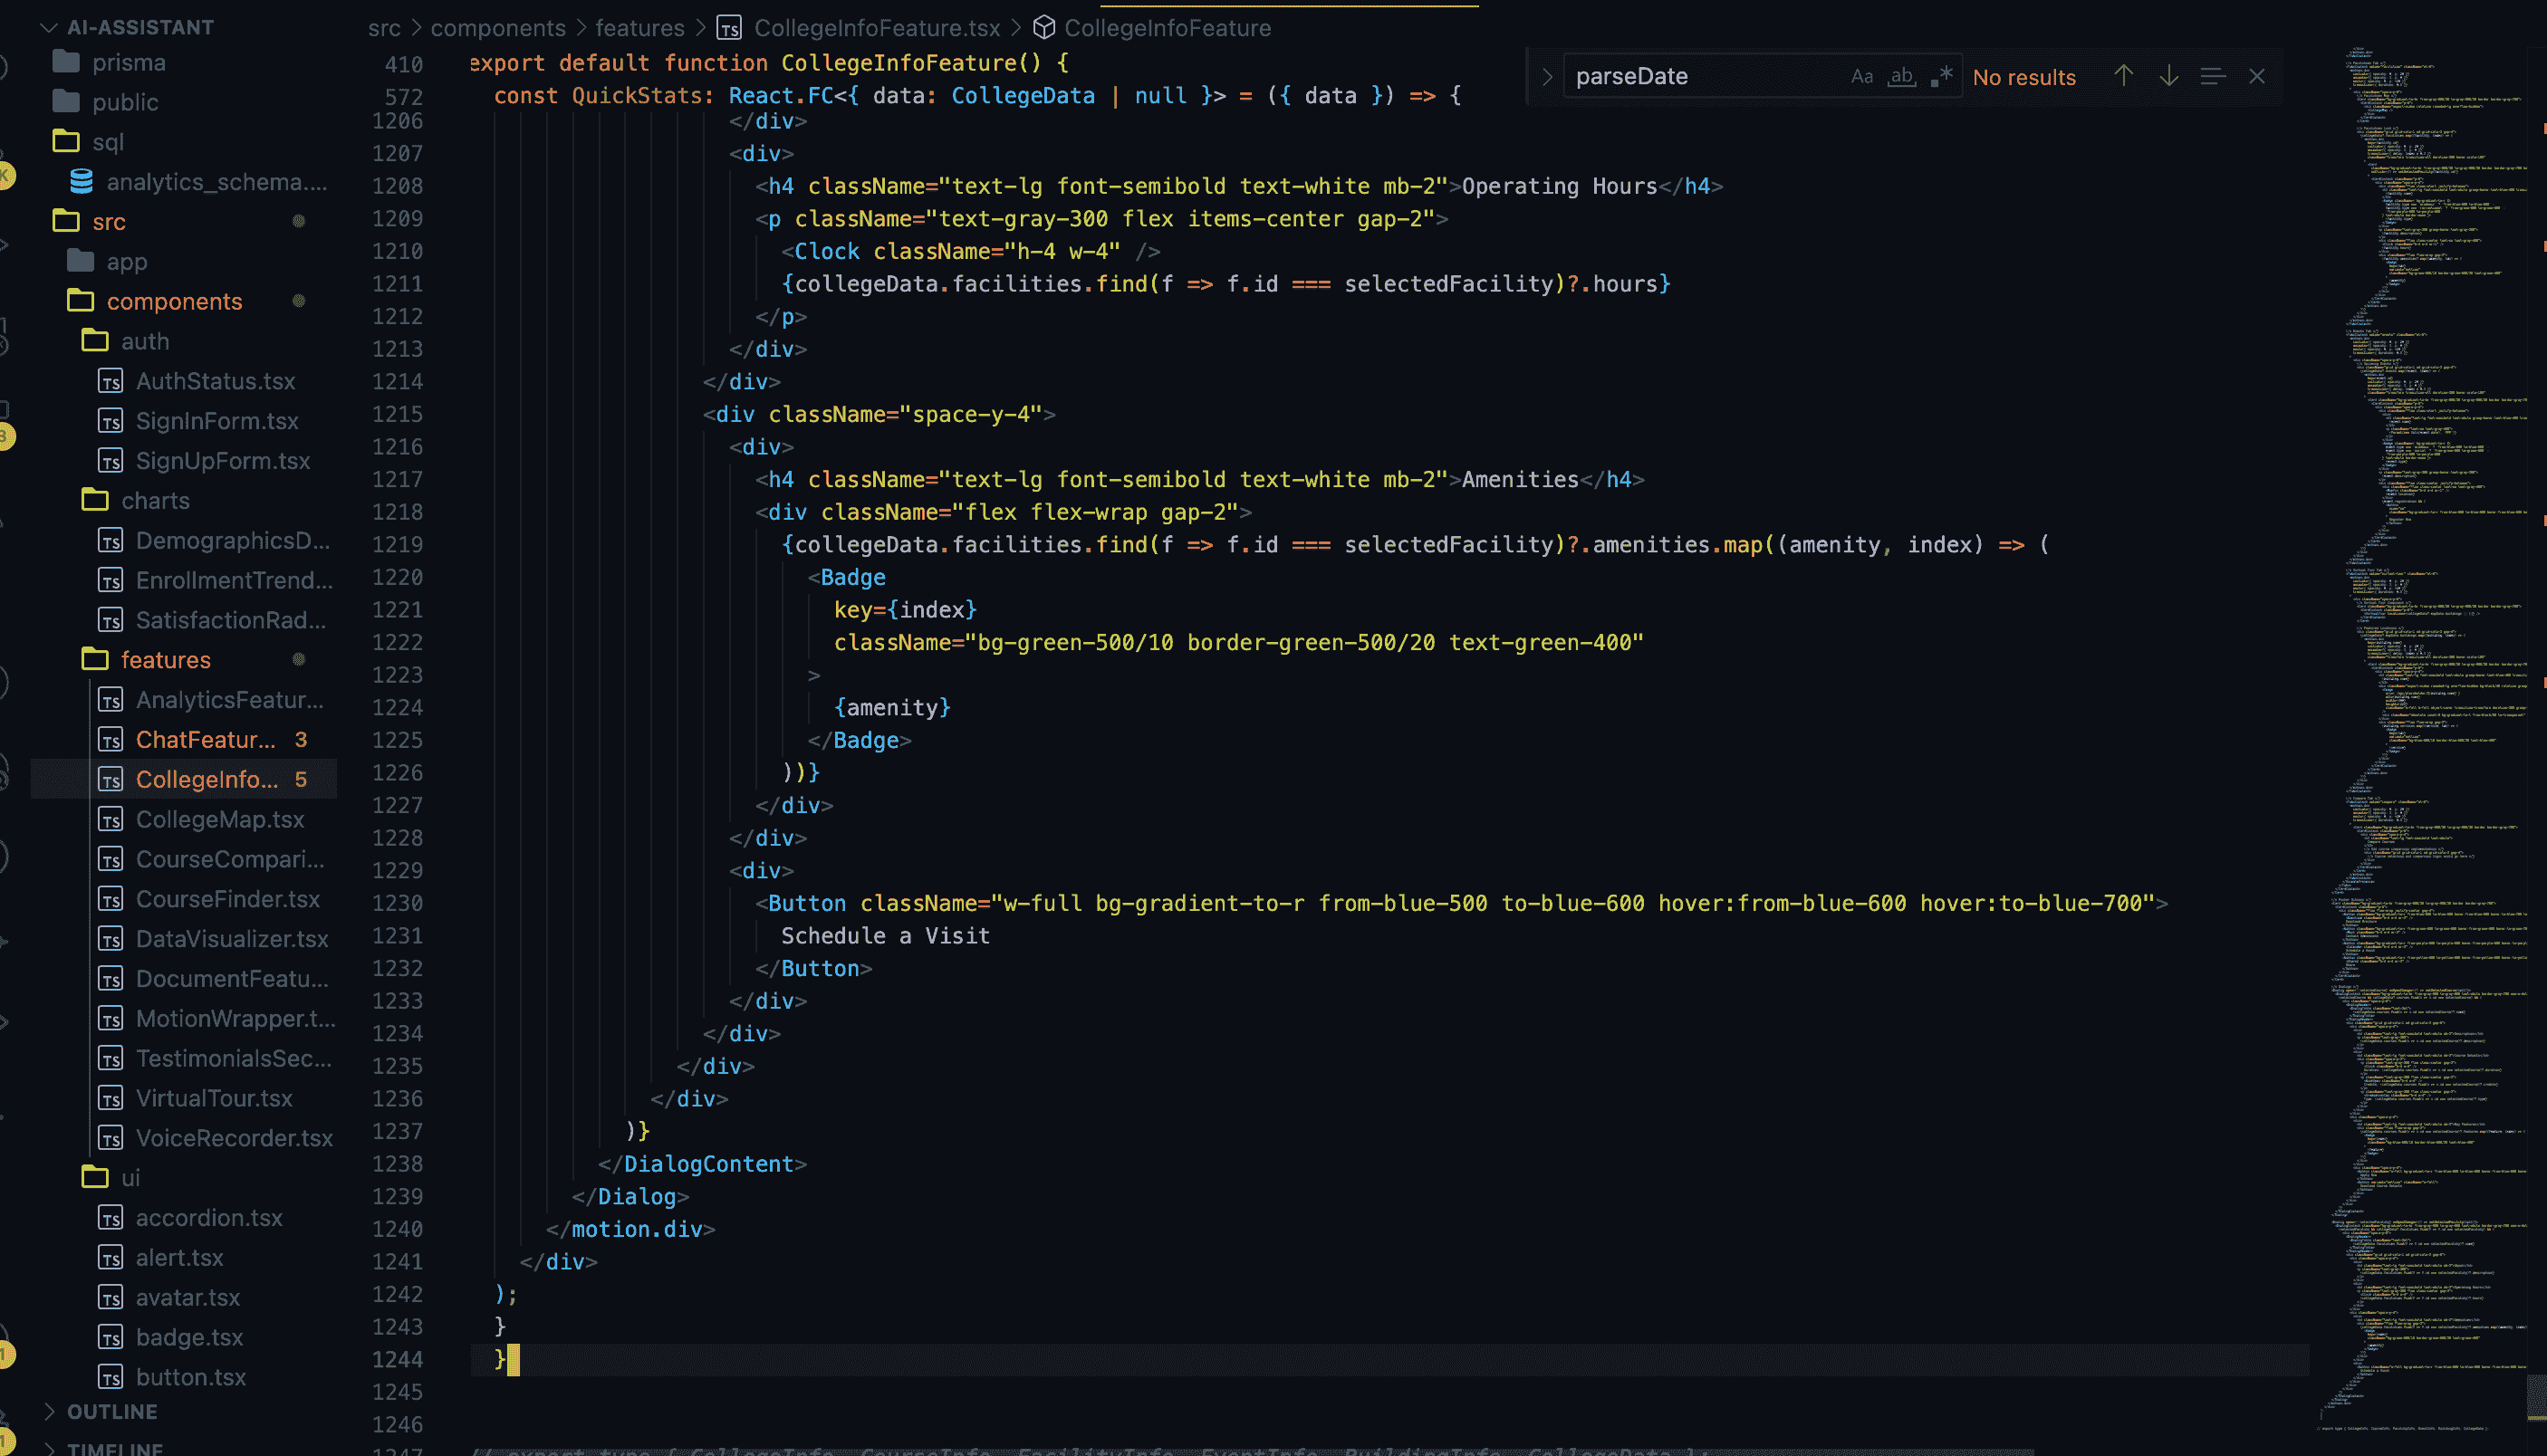 AI-ASSISTANT
prisma
public
sql
analytics_schema....
src
app
components
auth
AuthStatus.tsx
SignInForm.tsx
SignUpForm.tsx
charts
DemographicsD...
EnrollmentTrend...
SatisfactionRad...
features
AnalyticsFeatur...
ChatFeatur... 3
CollegeInfo... 5
CollegeMap.tsx
CourseCompari...
CourseFinder.tsx
DataVisualizer.tsx
DocumentFeatu...
MotionWrapper.t...
TestimonialsSec...
VirtualTour.tsx
VoiceRecorder.tsx
ui
accordion.tsx
alert.tsx
avatar.tsx
badge.tsx
button.tsx
OUTLINE
TIMELINE
src > components > features > TS CollegeInfoFeature.tsx > CollegeInfoFeature
parseDate Aa ab .* No results
410 export default function CollegeInfoFeature() {
572 const QuickStats: React.FC<{ data: CollegeData | null }> = ({ data }) => {
1206 </div>
1207 <div>
1208 <h4 className="text-lg font-semibold text-white mb-2">Operating Hours</h4>
1209 <p className="text-gray-300 flex items-center gap-2">
1210 <Clock className="h-4 w-4" />
1211 {collegeData.facilities.find(f => f.id === selectedFacility)?.hours}
1212 </p>
1213 </div>
1214 </div>
1215 <div className="space-y-4">
1216 <div>
1217 <h4 className="text-lg font-semibold text-white mb-2">Amenities</h4>
1218 <div className="flex flex-wrap gap-2">
1219 {collegeData.facilities.find(f => f.id === selectedFacility)?.amenities.map((amenity, index) => (
1220 <Badge
1221 key={index}
1222 className="bg-green-500/10 border-green-500/20 text-green-400"
1223 >
1224 {amenity}
1225 </Badge>
1226 ))}
1227 </div>
1228 </div>
1229 <div>
1230 <Button className="w-full bg-gradient-to-r from-blue-500 to-blue-600 hover:from-blue-600 hover:to-blue-700">
1231 Schedule a Visit
1232 </Button>
1233 </div>
1234 </div>
1235 </div>
1236 </div>
1237 )}
1238 </DialogContent>
1239 </Dialog>
1240 </motion.div>
1241 </div>
1242 );
1243 }
1244 }
1245
1246
1247 // export type { CollegeInfo, CourseInfo, FacilityInfo, EventInfo, BuildingInfo, CollegeData };